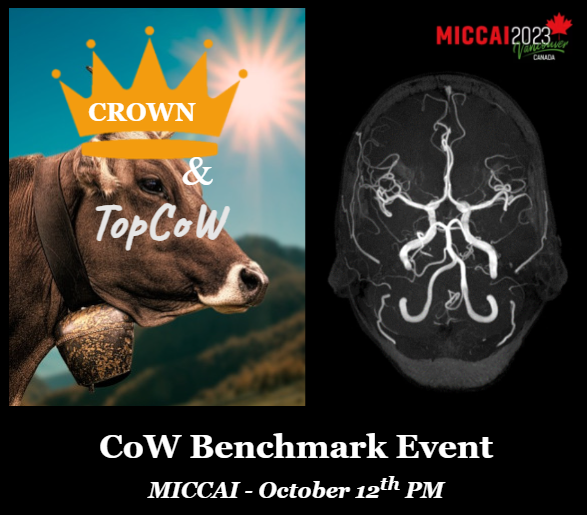 CROWN
&
TopCoW
MICCAI2023
Vancouver
CANADA
CoW Benchmark Event
MICCAI - October 12th PM